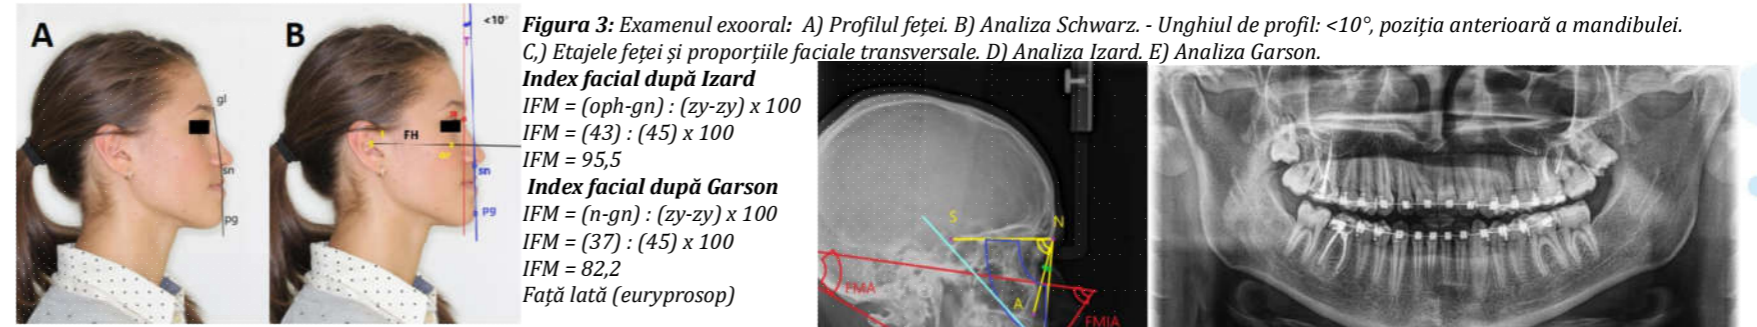 Figura 3: Examenul exooral: A) Profilul feței. B) Analiza Schwarz. - Unghiul de profil: <10°, poziția anterioară a mandibulei.
C,) Etajele feței și proporțiile faciale transversale. D) Analiza Izard. E) Analiza Garson.
Index facial după Izard
IFM = (oph-gn) : (zy-zy) x 100
IFM = (43) : (45) x 100
IFM = 95,5
Index facial după Garson
IFM = (n-gn) : (zy-zy) x 100
IFM = (37) : (45) x 100
IFM = 82,2
Față lată (euryprosop)
A
gl
sn
pg
B
<10°
T
FH
sn
pg
S
N
A
FMA
FMIA